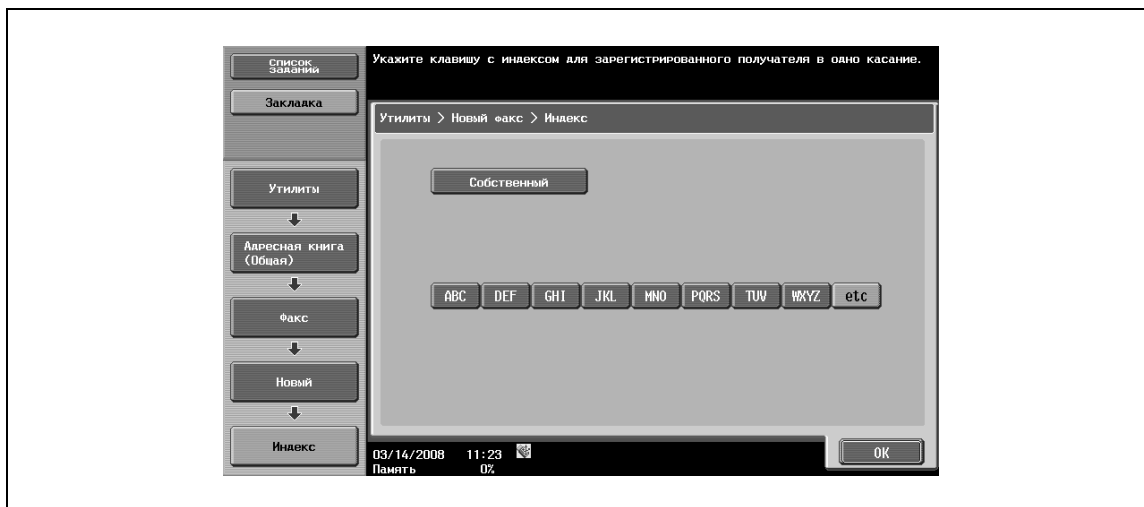 Список
заданий
Закладка
Утилиты
Адресная книга
(Общая)
Факс
Новый
Индекс
Укажите клавишу с индексом для зарегистрированного получателя в одно касание.
Утилиты > Новый факс > Индекс
Собственный
ABC DEF GHI JKL MNO PQRS TUV WXYZ etc
03/14/2008 11:23
Память 0%
OK